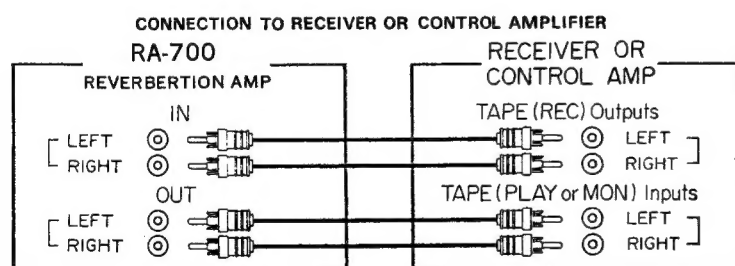 CONNECTION TO RECEIVER OR CONTROL AMPLIFIER
RA-700
REVERBERTION AMP
RECEIVER OR
CONTROL AMP
IN
TAPE (REC) Outputs
LEFT
LEFT
RIGHT
RIGHT
OUT
TAPE (PLAY or MON) Inputs
LEFT
LEFT
RIGHT
RIGHT